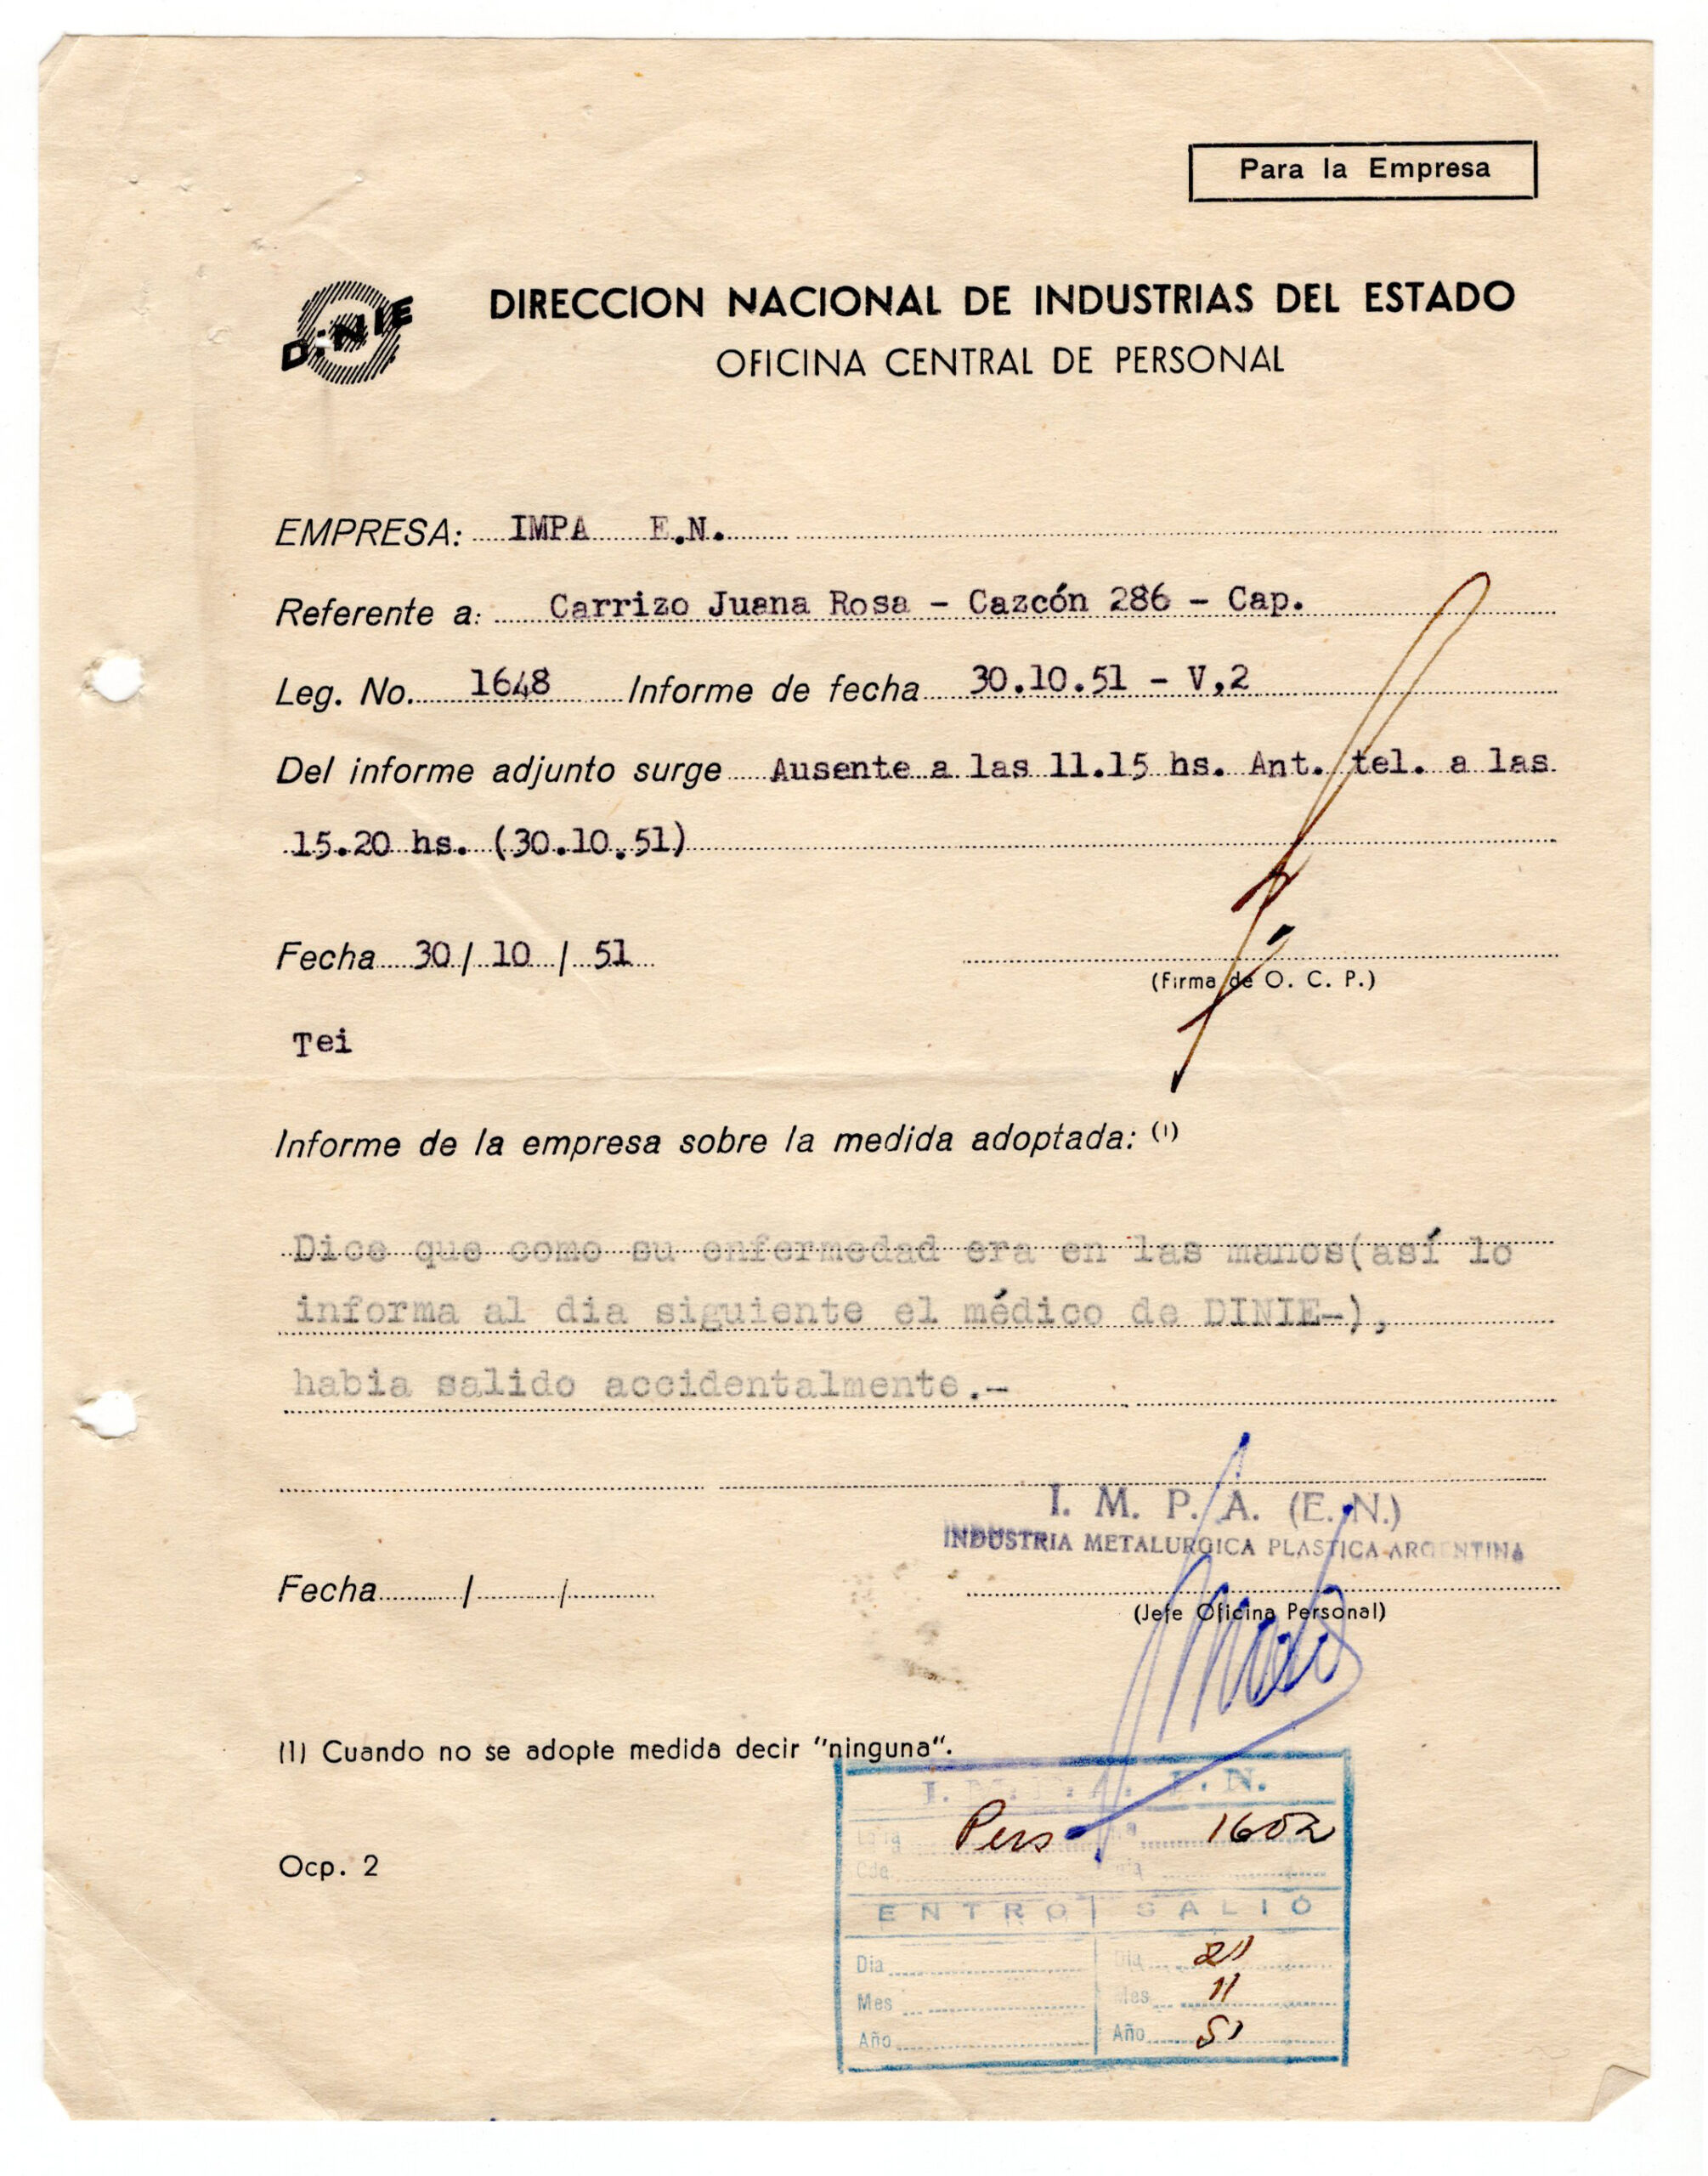 Para la Empresa
DINIE
DIRECCION NACIONAL DE INDUSTRIAS DEL ESTADO
OFICINA CENTRAL DE PERSONAL
EMPRESA: IMPA E.N.
Referente a: Carrizo Juana Rosa - Cazcón 286 - Cap.
Leg. No. 1648 Informe de fecha 30.10.51 - V,2
Del informe adjunto surge Ausente a las 11.15 hs. Ant. tel. a las
15.20 hs. (30.10.51)
Fecha 30 / 10 / 51
(Firma de O. C. P.)
Tei
Informe de la empresa sobre la medida adoptada: (1)
Dice que como su enfermedad era en las manos(así lo
informa al dia siguiente el médico de DINIE-),
habia salido accidentalmente.-
I. M. P. A. (E. N.)
INDUSTRIA METALURGICA PLASTICA ARGENTINA
Fecha / /
(Jefe Oficina Personal)
(1) Cuando no se adopte medida decir "ninguna".
I. M. P. A. E. N.
Pers 1602
Ocp. 2
ENTRO SALIÓ
Dia Dia 21
Mes Mes 11
Año Año 51